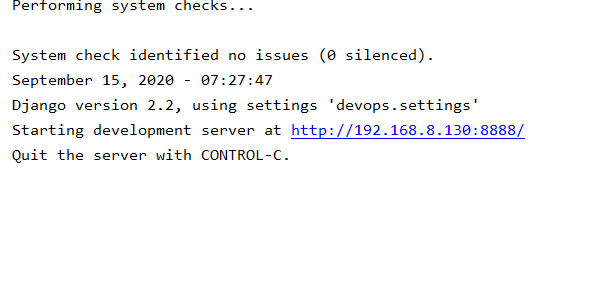 Performing system checks...
System check identified no issues (0 silenced).
September 15, 2020 - 07:27:47
Django version 2.2, using settings 'devops.settings'
Starting development server at http://192.168.8.130:8888/
Quit the server with CONTROL-C.